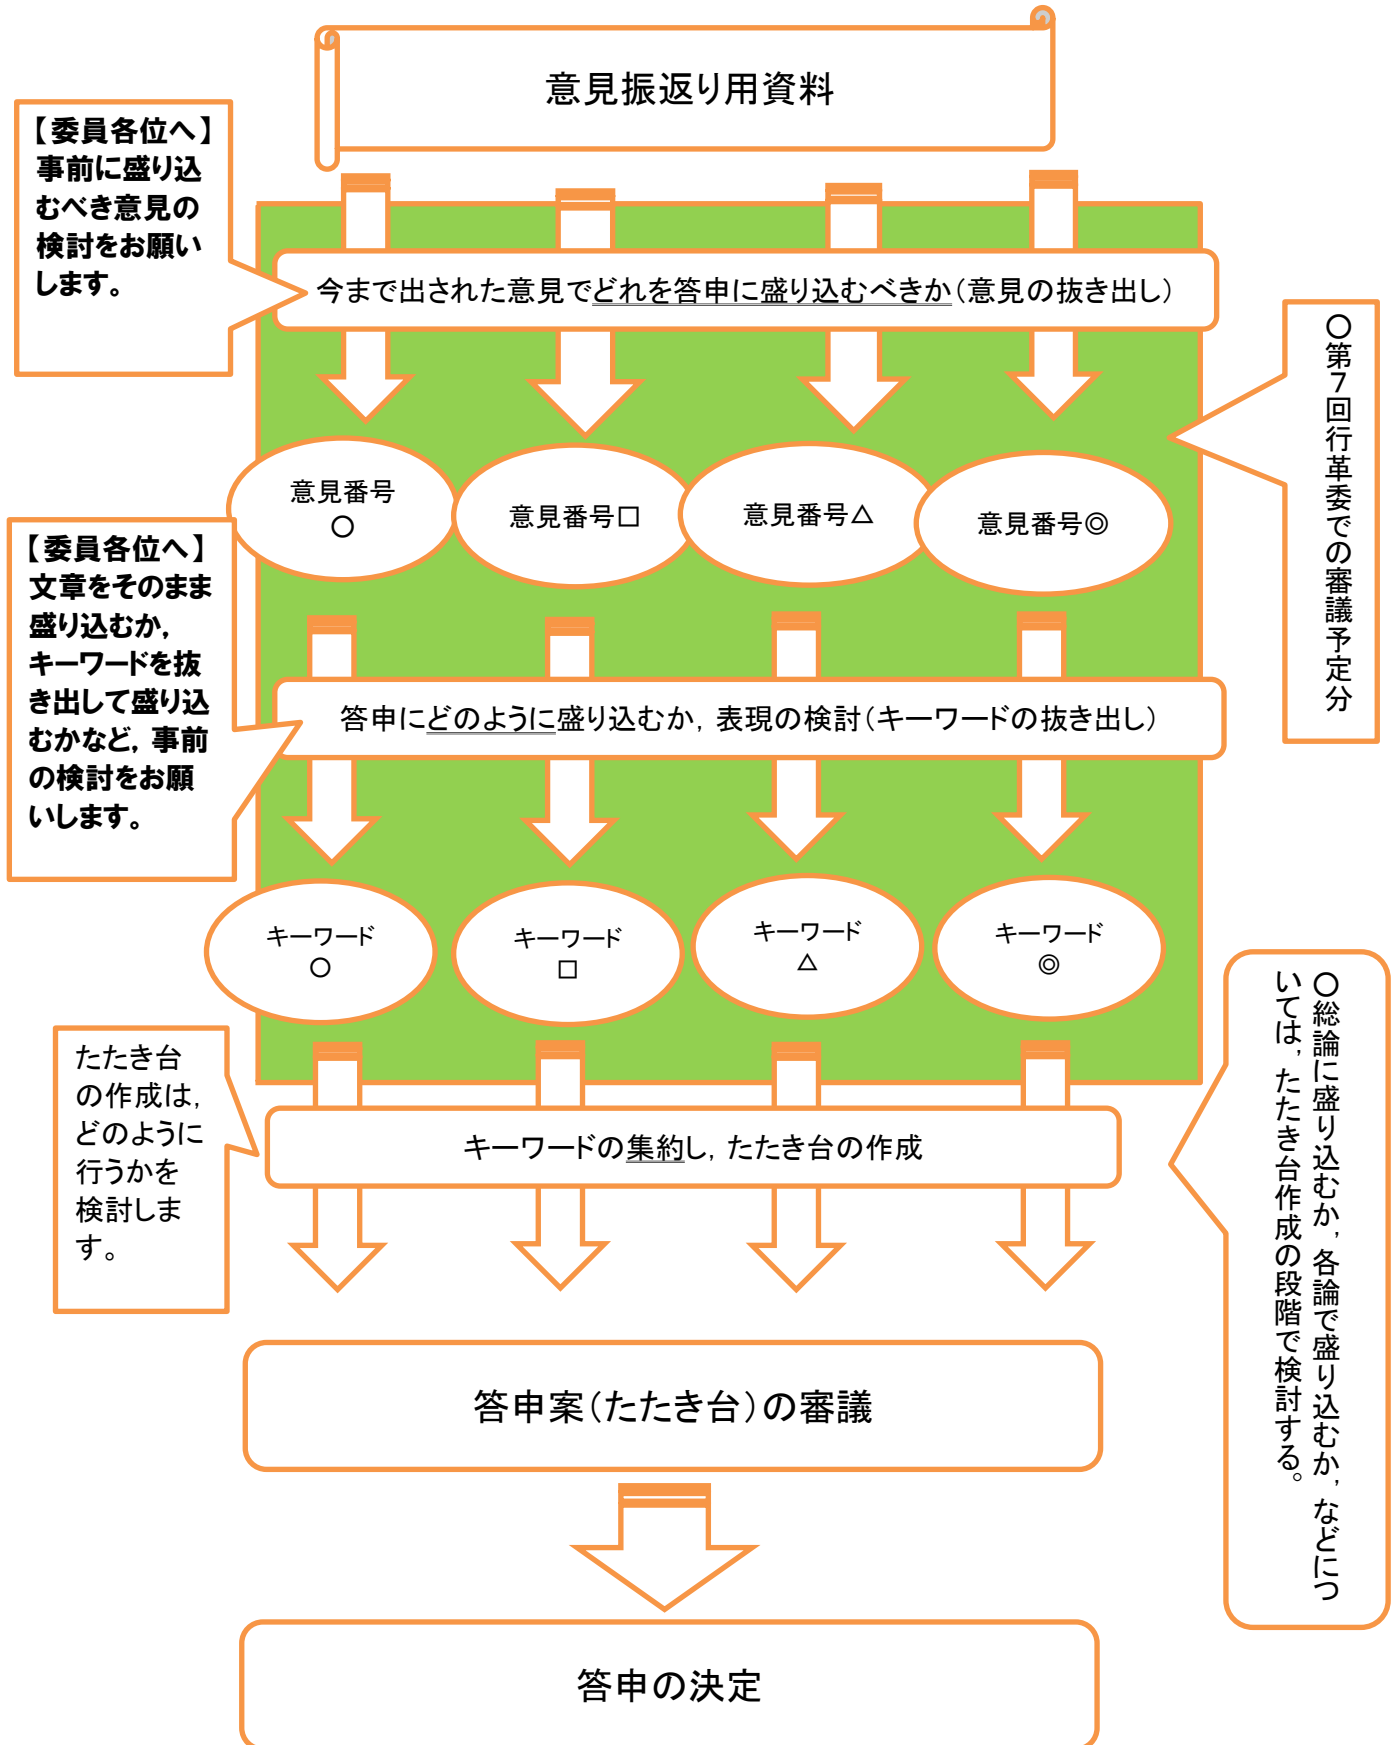 意見振返り用資料
【委員各位へ】
事前に盛り込
むべき意見の
検討をお願い
します。
今まで出された意見でどれを答申に盛り込むべきか(意見の抜き出し)
○第7回行革委での審議予定分
意見番号
○
意見番号□
意見番号△
意見番号◎
【委員各位へ】
文章をそのまま
盛り込むか,
キーワードを抜
き出して盛り込
むかなど, 事前
の検討をお願
いします。
答申にどのように盛り込むか, 表現の検討(キーワードの抜き出し)
キーワード
○
キーワード
□
キーワード
△
キーワード
◎
たたき台
の作成は,
どのように
行うかを
検討しま
す。
キーワードの集約し, たたき台の作成
○総論に盛り込むか, 各論で盛り込むか, などにつ
いては, たたき台作成の段階で検討する。
答申案(たたき台)の審議
答申の決定